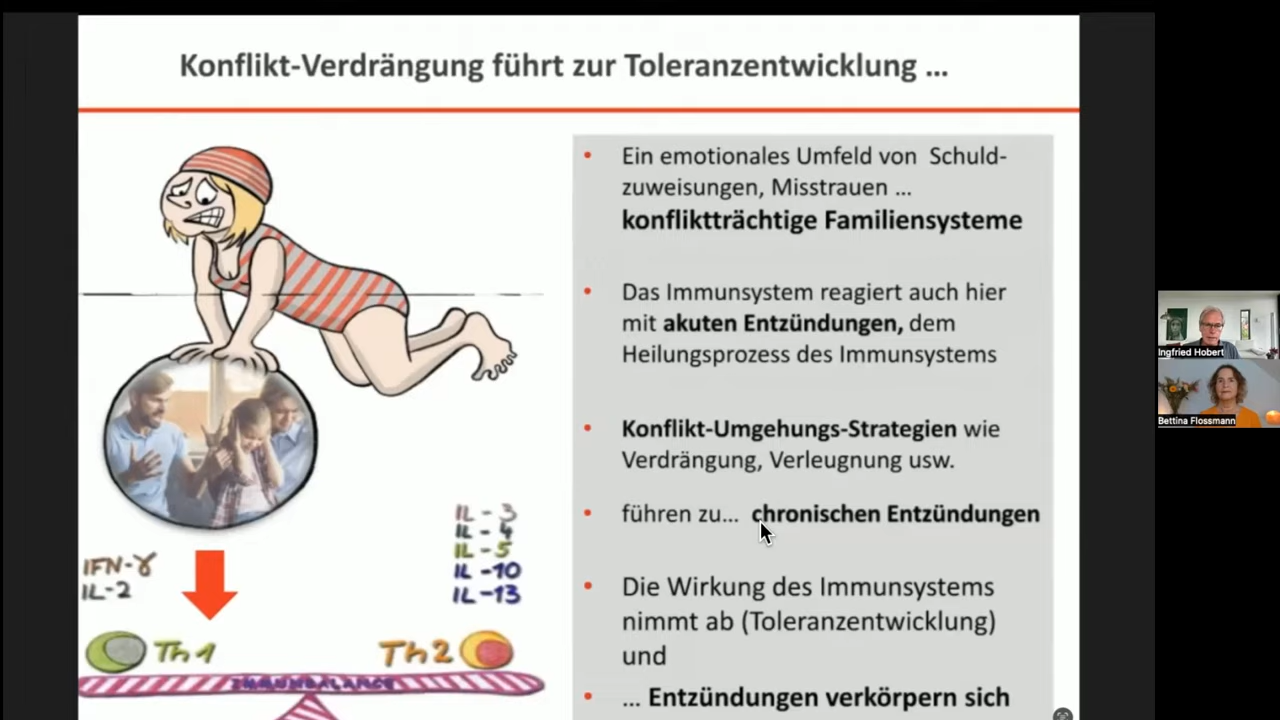 Konflikt-Verdrängung führt zur Toleranzentwicklung ...
• Ein emotionales Umfeld von Schuld-
zuweisungen, Misstrauen ...
konfliktträchtige Familiensysteme
• Das Immunsystem reagiert auch hier
mit akuten Entzündungen, dem
Heilungsprozess des Immunsystems
• Konflikt-Umgehungs-Strategien wie
Verdrängung, Verleugnung usw.
• führen zu... chronischen Entzündungen
• Die Wirkung des Immunsystems
nimmt ab (Toleranzentwicklung)
und
• ... Entzündungen verkörpern sich
IFN-γ
IL-2
IL-3
IL-4
IL-5
IL-10
IL-13
Th1
Th2
IMMUNBALANCE
Ingfried Hobert
Bettina Flossmann